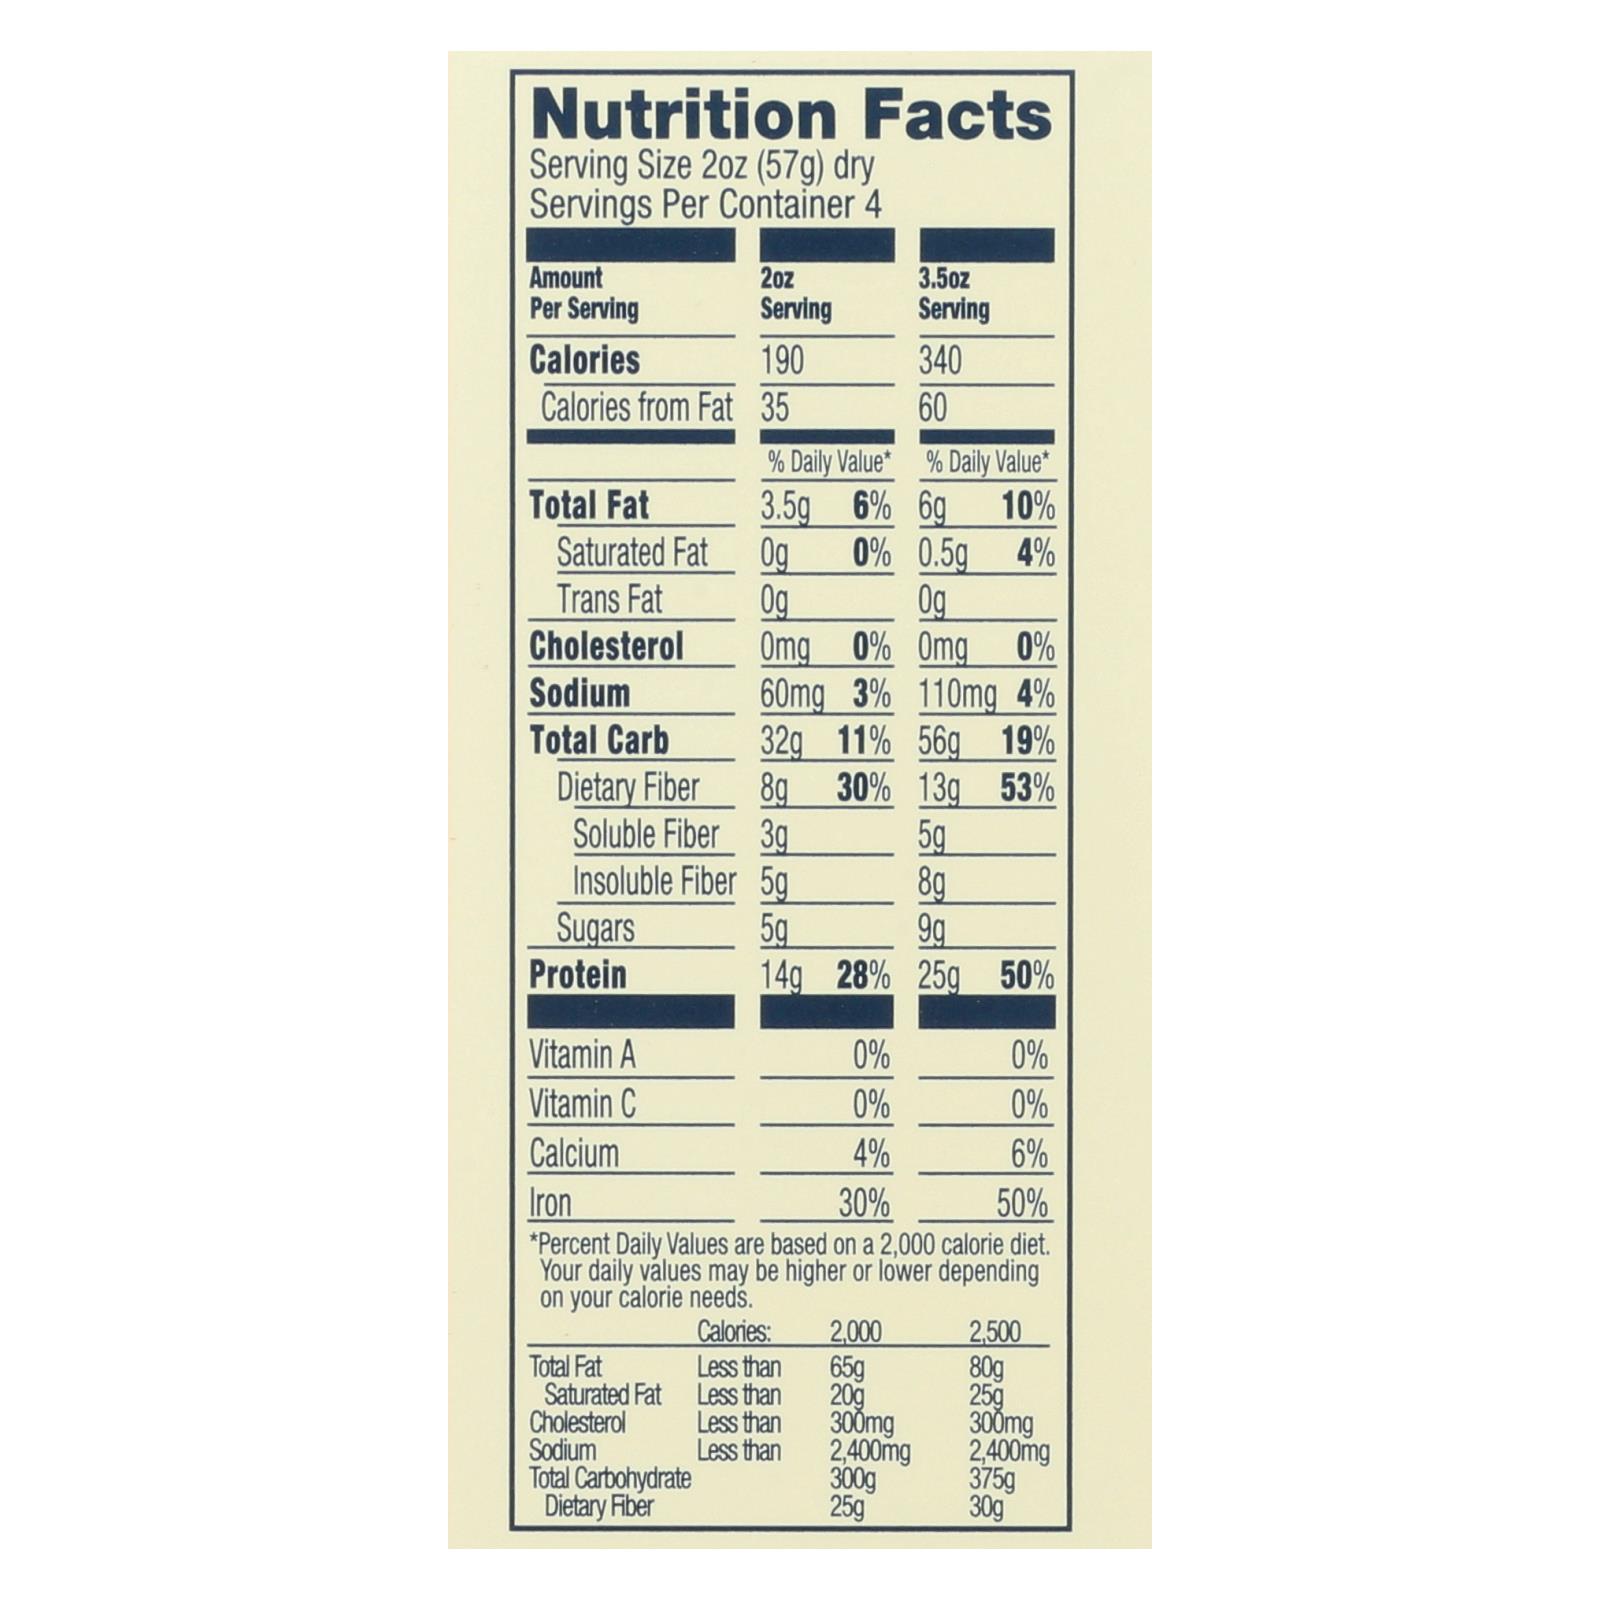 Nutrition Facts
Serving Size 2oz (57g) dry
Servings Per Container 4
Amount 2oz 3.5oz
Per Serving Serving Serving
Calories 190 340
Calories from Fat 35 60
% Daily Value* % Daily Value*
Total Fat 3.5g 6% 6g 10%
Saturated Fat 0g 0% 0.5g 4%
Trans Fat 0g 0g
Cholesterol 0mg 0% 0mg 0%
Sodium 60mg 3% 110mg 4%
Total Carb 32g 11% 56g 19%
Dietary Fiber 8g 30% 13g 53%
Soluble Fiber 3g 5g
Insoluble Fiber 5g 8g
Sugars 5g 9g
Protein 14g 28% 25g 50%
Vitamin A 0% 0%
Vitamin C 0% 0%
Calcium 4% 6%
Iron 30% 50%
*Percent Daily Values are based on a 2,000 calorie diet.
Your daily values may be higher or lower depending
on your calorie needs.
Calories: 2,000 2,500
Total Fat Less than 65g 80g
Saturated Fat Less than 20g 25g
Cholesterol Less than 300mg 300mg
Sodium Less than 2,400mg 2,400mg
Total Carbohydrate 300g 375g
Dietary Fiber 25g 30g